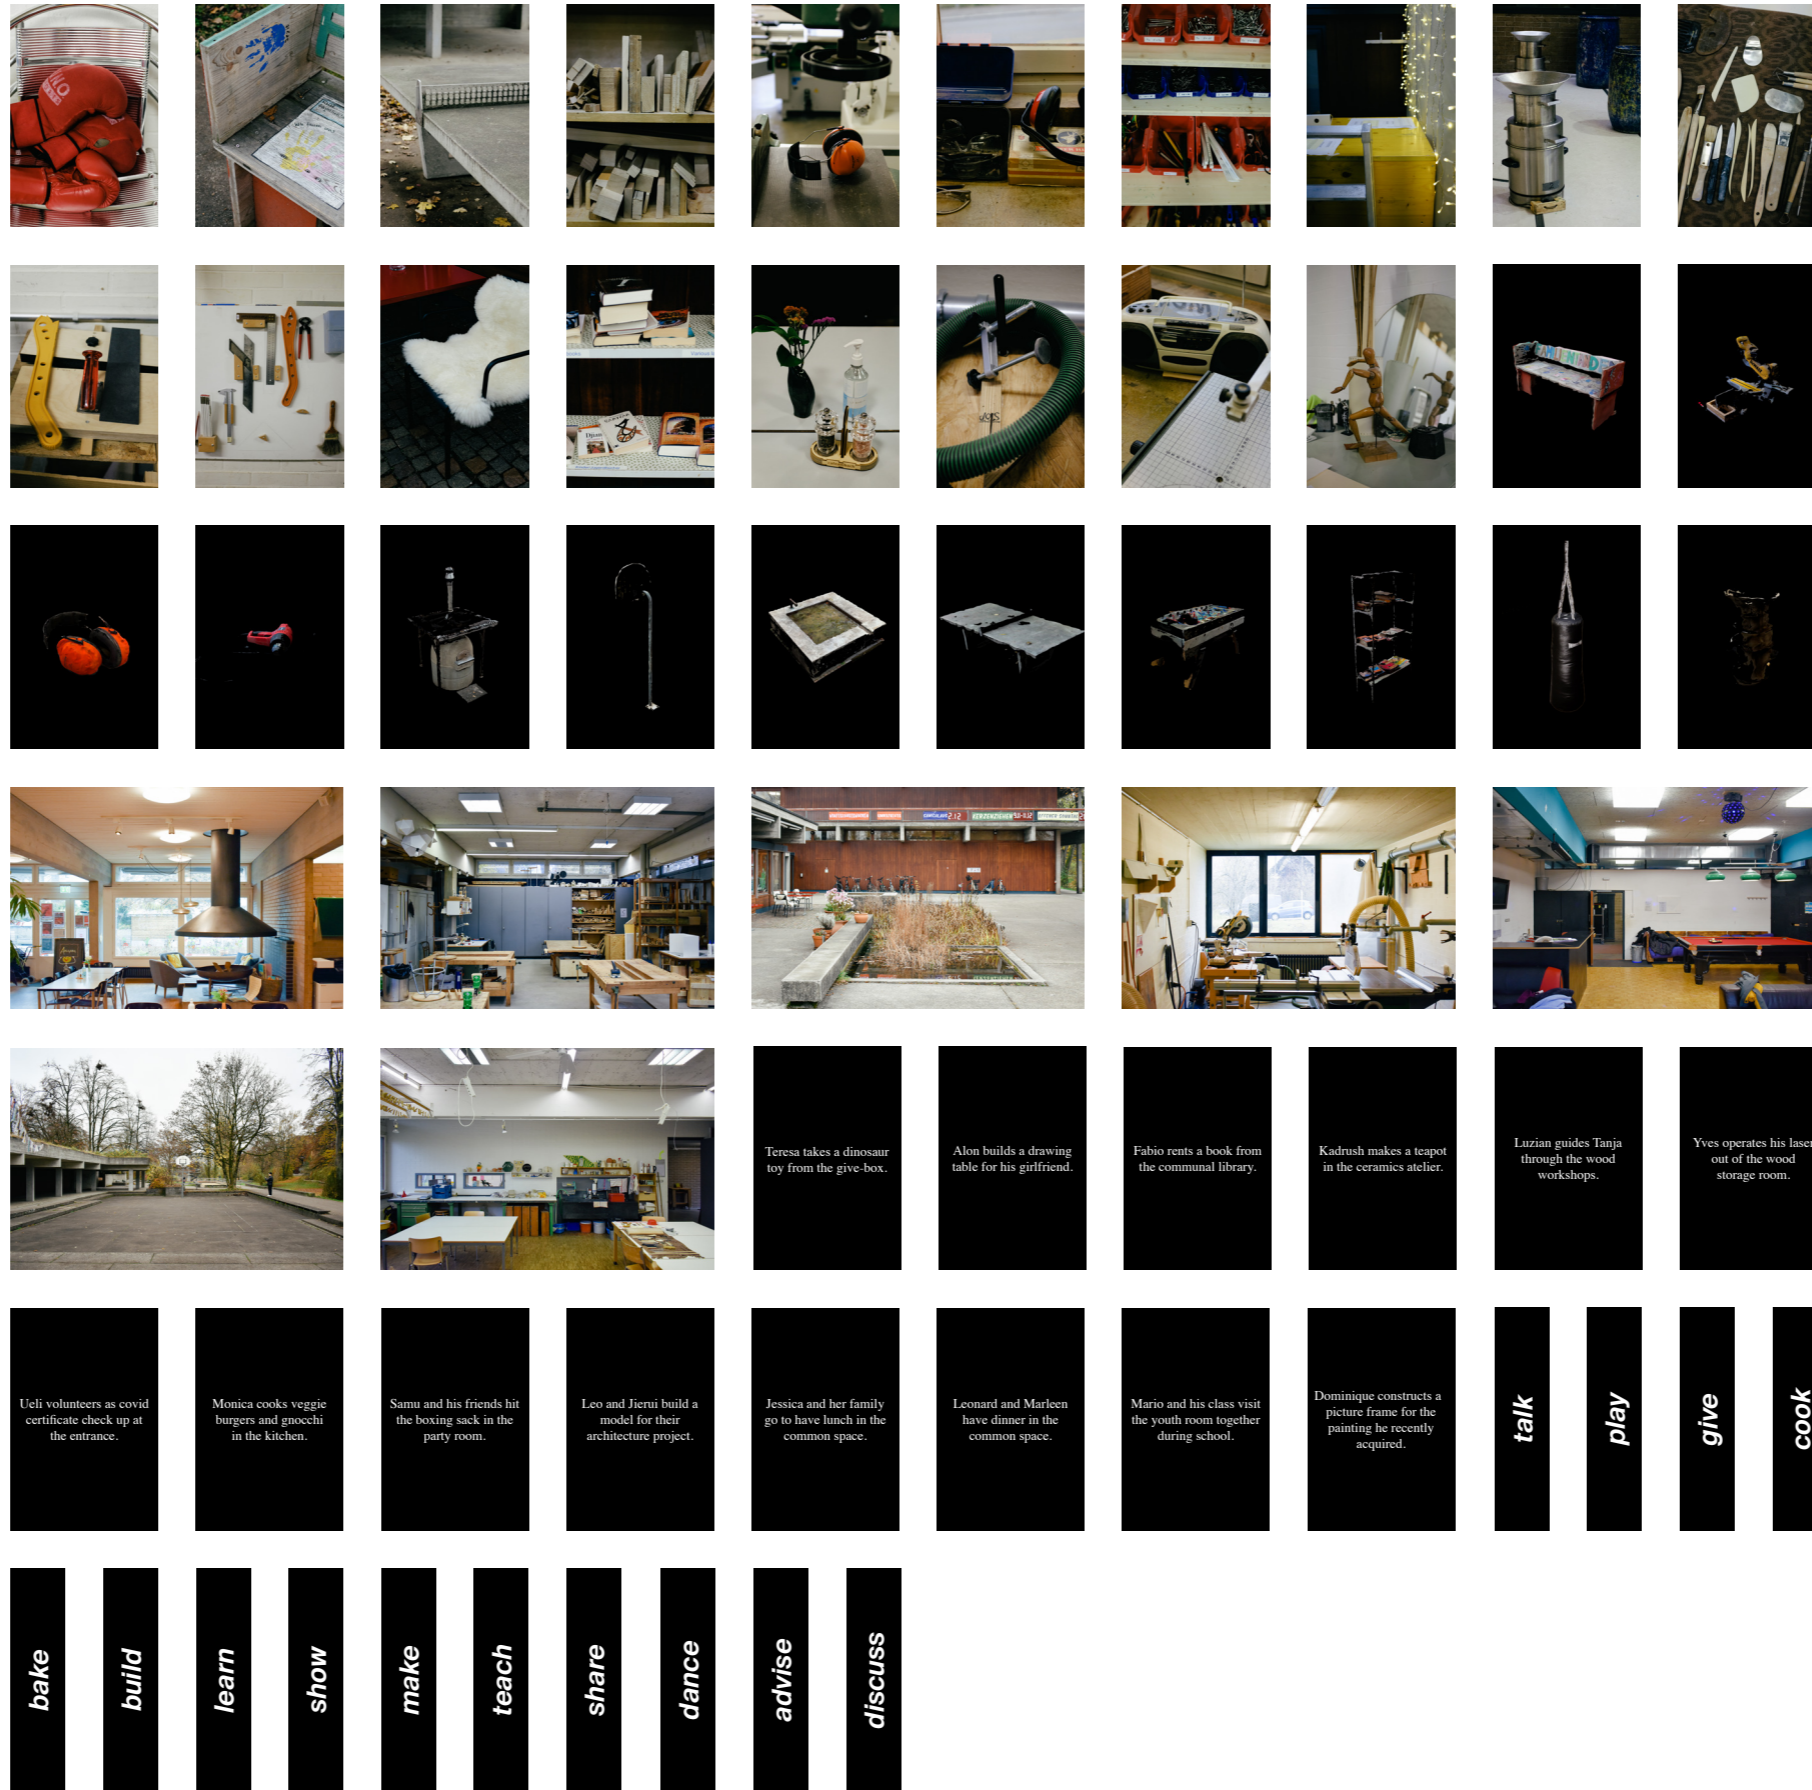 Teresa takes a dinosaur
toy from the give-box.
Alon builds a drawing
table for his girlfriend.
Fabio rents a book from
the communal library.
Kadrush makes a teapot
in the ceramics atelier.
Luzian guides Tanja
through the wood
workshops.
Yves operates his laser
out of the wood
storage room.
Ueli volunteers as covid
certificate check up at
the entrance.
Monica cooks veggie
burgers and gnocchi
in the kitchen.
Samu and his friends hit
the boxing sack in the
party room.
Leo and Jierui build a
model for their
architecture project.
Jessica and her family
go to have lunch in the
common space.
Leonard and Marleen
have dinner in the
common space.
Mario and his class visit
the youth room together
during school.
Dominique constructs a
picture frame for the
painting he recently
acquired.
talk
play
give
cook
bake
build
learn
show
make
teach
share
dance
advise
discuss